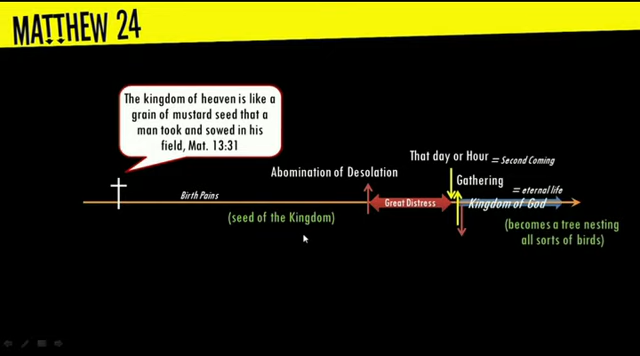 MATTHEW 24
The kingdom of heaven is like a
grain of mustard seed that a
man took and sowed in his
field, Mat. 13:31
That day or Hour = Second Coming
Abomination of Desolation
Gathering
Birth Pains
= eternal life
Great Distress
Kingdom of God
(seed of the Kingdom)
(becomes a tree nesting
all sorts of birds)